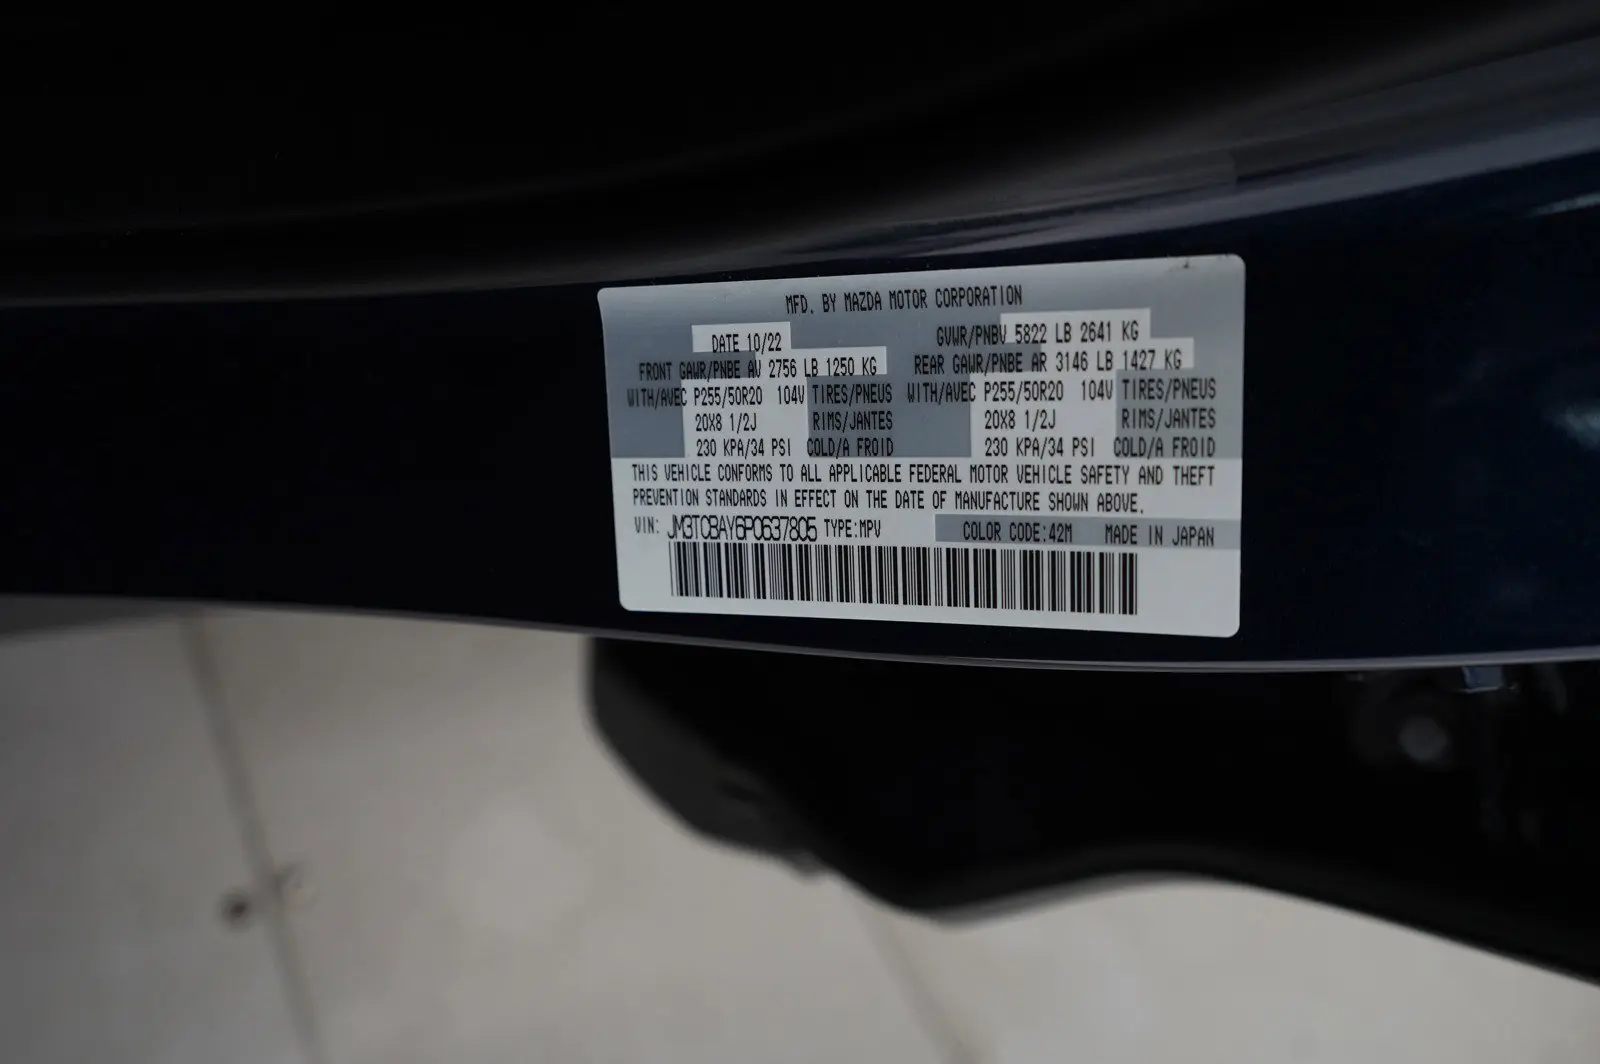 MFD. BY MAZDA MOTOR CORPORATION
DATE 10/22 GVWR/PNBV 5822 LB 2641 KG
FRONT GAWR/PNBE AV 2756 LB 1250 KG REAR GAWR/PNBE AR 3146 LB 1427 KG
WITH/AVEC P255/50R20 104V TIRES/PNEUS WITH/AVEC P255/50R20 104V TIRES/PNEUS
20X8 1/2J RIMS/JANTES 20X8 1/2J RIMS/JANTES
230 KPA/34 PSI COLD/A FROID 230 KPA/34 PSI COLD/A FROID
THIS VEHICLE CONFORMS TO ALL APPLICABLE FEDERAL MOTOR VEHICLE SAFETY AND THEFT
PREVENTION STANDARDS IN EFFECT ON THE DATE OF MANUFACTURE SHOWN ABOVE.
VIN: JM3TCBAY6P0637805 TYPE:MPV COLOR CODE:42M MADE IN JAPAN